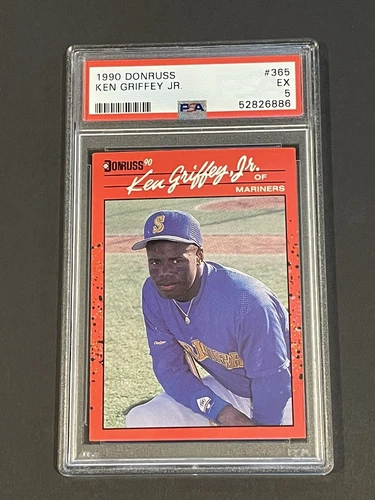 1990 DONRUSS #365
KEN GRIFFEY JR. EX
5
PSA 52826886
DONRUSS 90
Ken Griffey, Jr. OF
MARINERS
S